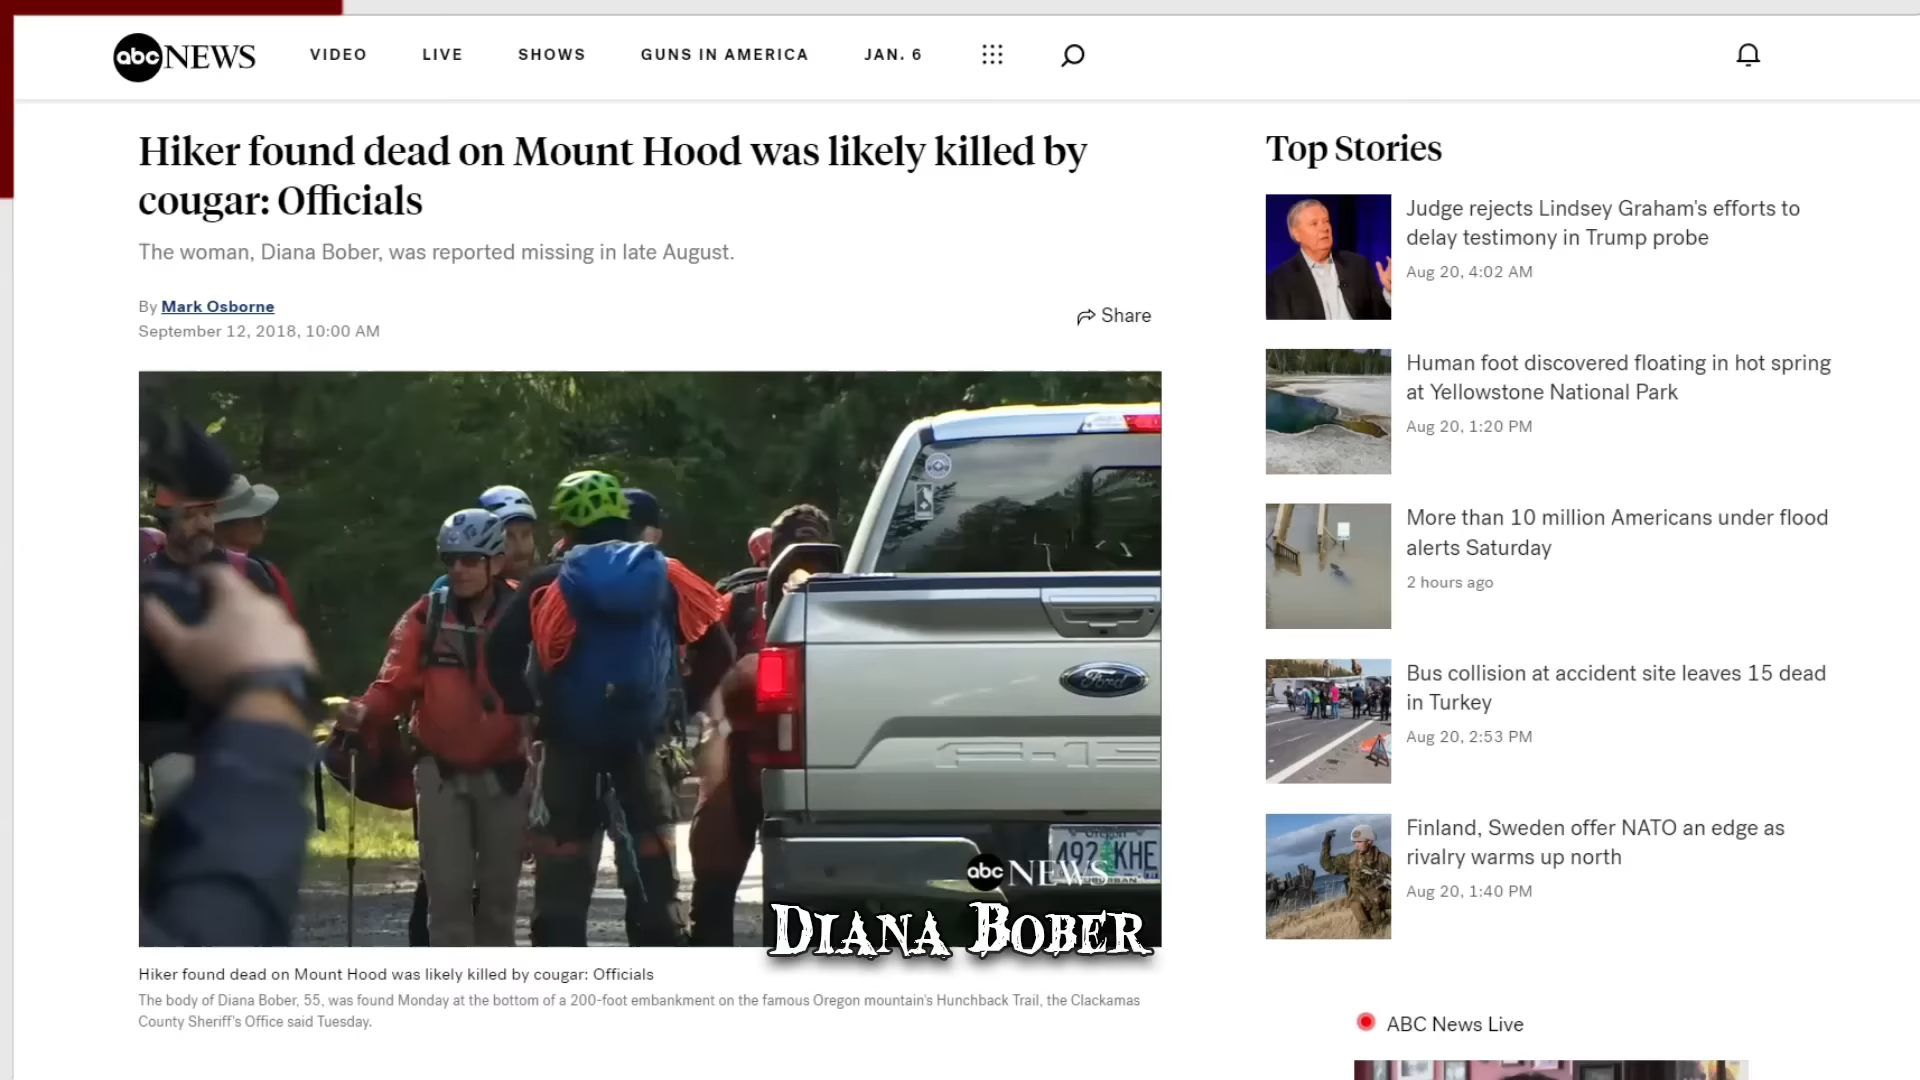 abc NEWS
VIDEO
LIVE
SHOWS
GUNS IN AMERICA
JAN. 6
Hiker found dead on Mount Hood was likely killed by
cougar: Officials
The woman, Diana Bober, was reported missing in late August.
By Mark Osborne
September 12, 2018, 10:00 AM
Share
Ford
F-15
492 KHE
abc NEWS
DIANA BOBER
Hiker found dead on Mount Hood was likely killed by cougar: Officials
The body of Diana Bober, 55, was found Monday at the bottom of a 200-foot embankment on the famous Oregon mountain's Hunchback Trail, the Clackamas
County Sheriff's Office said Tuesday.
Top Stories
Judge rejects Lindsey Graham's efforts to
delay testimony in Trump probe
Aug 20, 4:02 AM
Human foot discovered floating in hot spring
at Yellowstone National Park
Aug 20, 1:20 PM
More than 10 million Americans under flood
alerts Saturday
2 hours ago
Bus collision at accident site leaves 15 dead
in Turkey
Aug 20, 2:53 PM
Finland, Sweden offer NATO an edge as
rivalry warms up north
Aug 20, 1:40 PM
ABC News Live